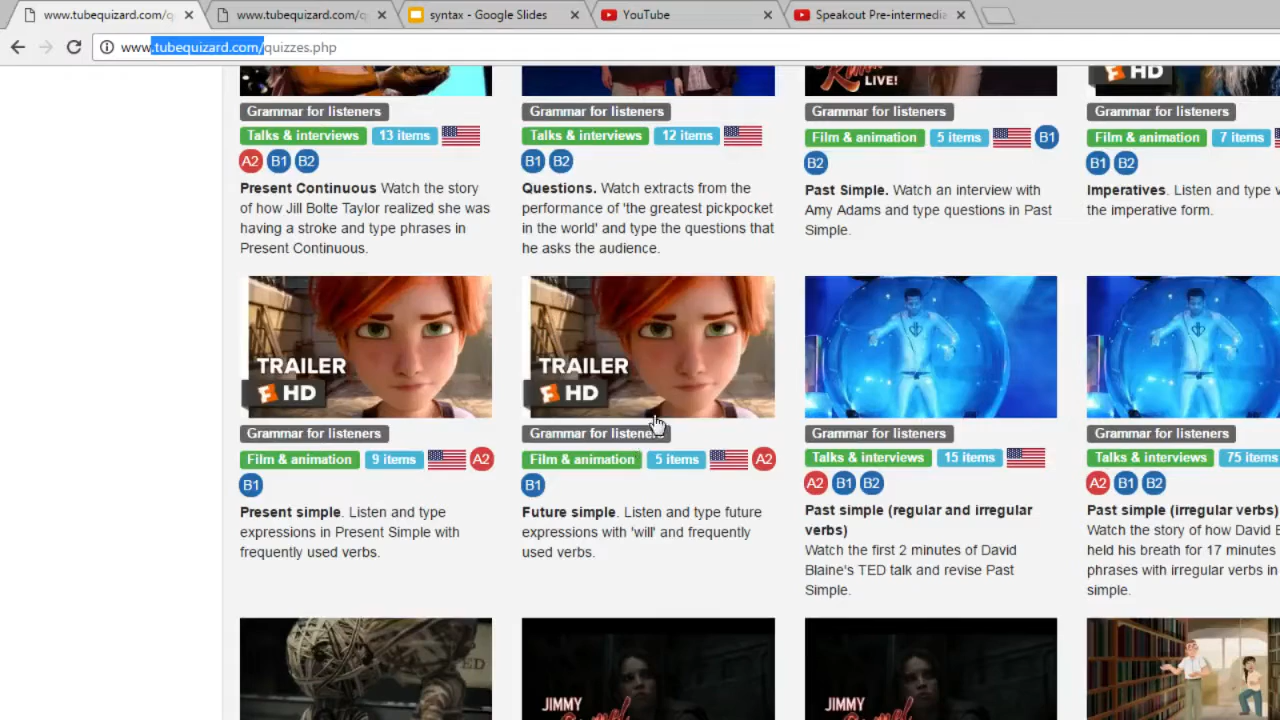 www.tubequizard.com/q
www.tubequizard.com/q
syntax - Google Slides
YouTube
Speakout Pre-intermedia
www.tubequizard.com/quizzes.php
LIVE!
HD
Grammar for listeners
Grammar for listeners
Grammar for listeners
Grammar for listeners
Talks & interviews 13 items
Talks & interviews 12 items
Film & animation 5 items B1
Film & animation 7 items
A2 B1 B2
B1 B2
B2
B1 B2
Present Continuous Watch the story
of how Jill Bolte Taylor realized she was
having a stroke and type phrases in
Present Continuous.
Questions. Watch extracts from the
performance of 'the greatest pickpocket
in the world' and type the questions that
he asks the audience.
Past Simple. Watch an interview with
Amy Adams and type questions in Past
Simple.
Imperatives. Listen and type v
the imperative form.
TRAILER
HD
TRAILER
HD
Grammar for listeners
Grammar for listeners
Grammar for listeners
Grammar for listeners
Film & animation 9 items A2
Film & animation 5 items A2
Talks & interviews 15 items
Talks & interviews 75 items
B1
B1
A2 B1 B2
A2 B1 B2
Present simple. Listen and type
expressions in Present Simple with
frequently used verbs.
Future simple. Listen and type future
expressions with 'will' and frequently
used verbs.
Past simple (regular and irregular
verbs)
Watch the first 2 minutes of David
Blaine's TED talk and revise Past
Simple.
Past simple (irregular verbs)
Watch the story of how David B
held his breath for 17 minutes
phrases with irregular verbs in
simple.
ED
JIMMY
JIMMY